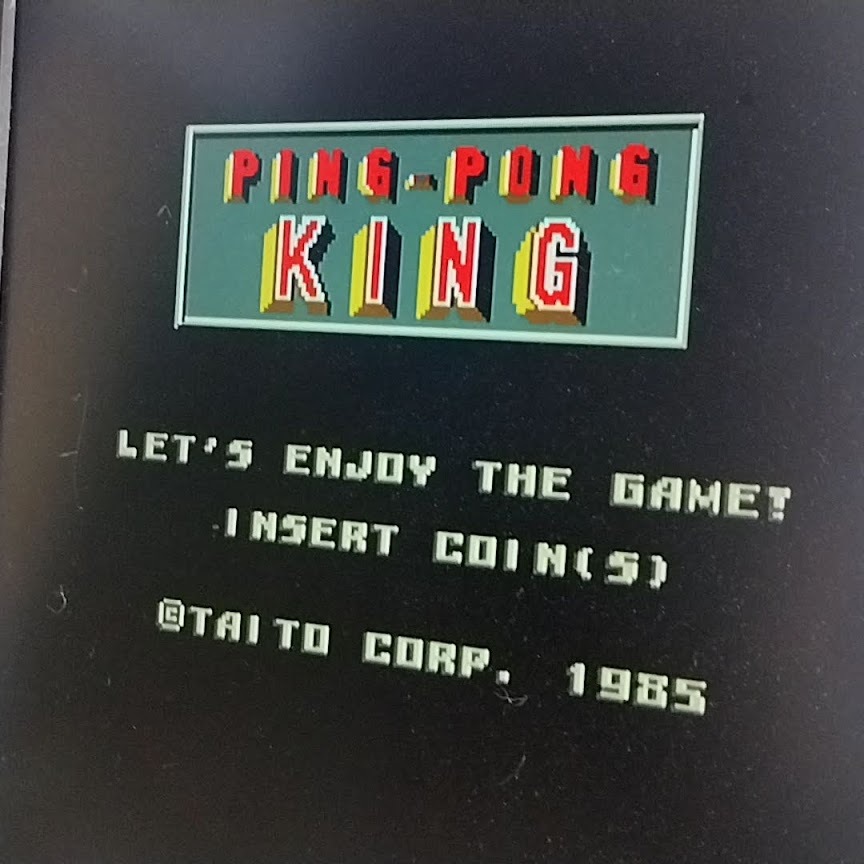 PING-PONG
KING
LET'S ENJOY THE GAME!
INSERT COIN(S)
©TAITO CORP. 1985